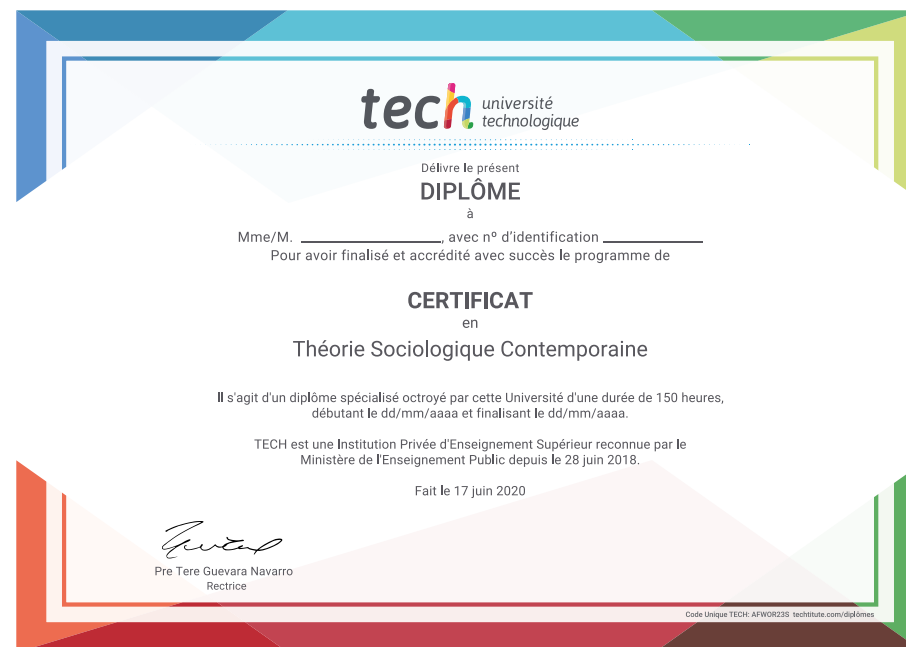 tech université
technologique
Délivre le présent
DIPLÔME
à
Mme/M. ____________________, avec nº d'identification ______________
Pour avoir finalisé et accrédité avec succès le programme de
CERTIFICAT
en
Théorie Sociologique Contemporaine
Il s'agit d'un diplôme spécialisé octroyé par cette Université d'une durée de 150 heures,
débutant le dd/mm/aaaa et finalisant le dd/mm/aaaa.
TECH est une Institution Privée d'Enseignement Supérieur reconnue par le
Ministère de l'Enseignement Public depuis le 28 juin 2018.
Fait le 17 juin 2020
Pre Tere Guevara Navarro
Rectrice
Code Unique TECH: AFWOR23S techtitute.com/diplômes